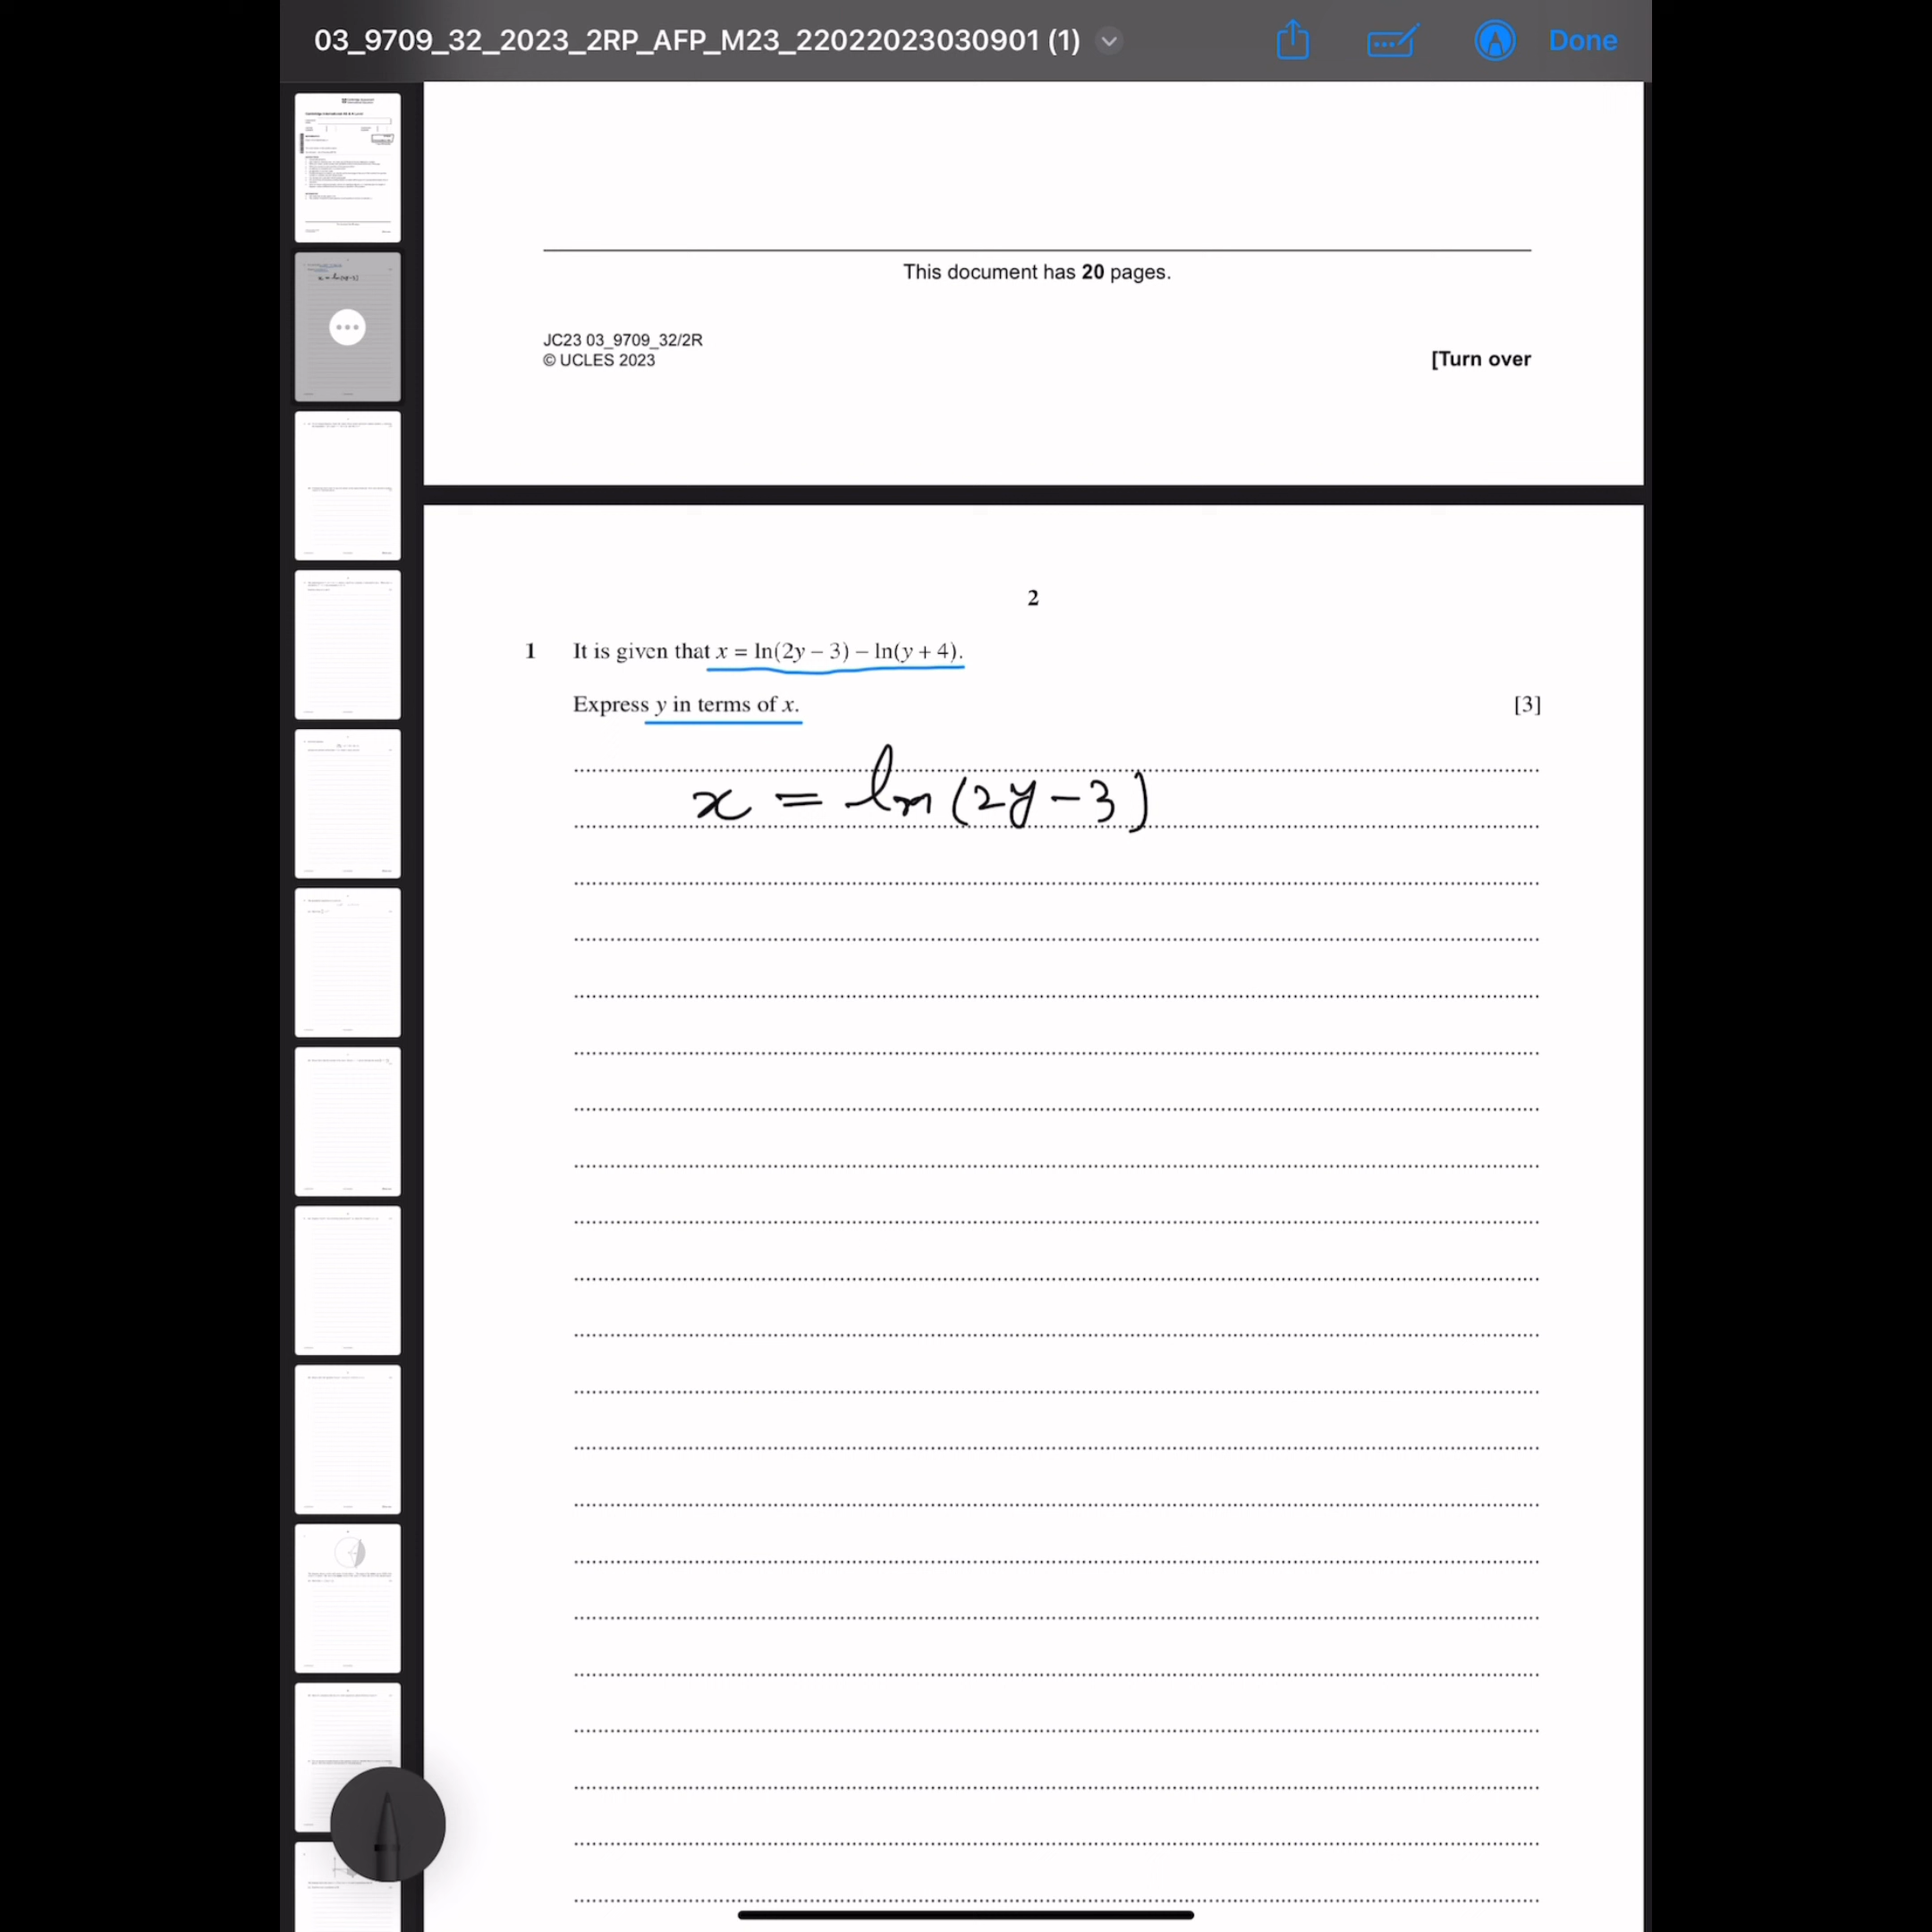 03_9709_32_2023_2RP_AFP_M23_22022023030901 (1)
Done
This document has 20 pages.
JC23 03_9709_32/2R
© UCLES 2023
[Turn over
2
1 It is given that x = ln(2y – 3) – ln(y + 4).
Express y in terms of x. [3]
x = ln(2y-3)